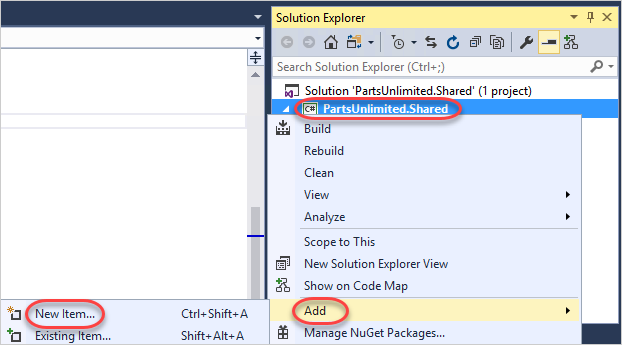 Solution Explorer
Search Solution Explorer (Ctrl+;)
Solution 'PartsUnlimited.Shared' (1 project)
C# PartsUnlimited.Shared
Build
Rebuild
Clean
View
Analyze
Scope to This
New Solution Explorer View
Show on Code Map
New Item... Ctrl+Shift+A
Add
Existing Item... Shift+Alt+A
Manage NuGet Packages...